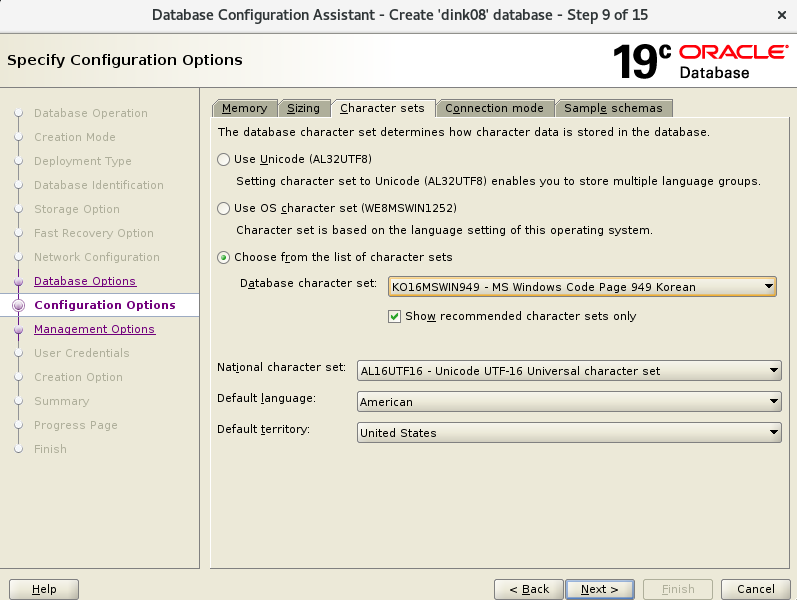 Database Configuration Assistant - Create 'dink08' database - Step 9 of 15
Specify Configuration Options
19c ORACLE Database
Database Operation
Creation Mode
Deployment Type
Database Identification
Storage Option
Fast Recovery Option
Network Configuration
Database Options
Configuration Options
Management Options
User Credentials
Creation Option
Summary
Progress Page
Finish
Memory Sizing Character sets Connection mode Sample schemas
The database character set determines how character data is stored in the database.
Use Unicode (AL32UTF8)
Setting character set to Unicode (AL32UTF8) enables you to store multiple language groups.
Use OS character set (WE8MSWIN1252)
Character set is based on the language setting of this operating system.
Choose from the list of character sets
Database character set: KO16MSWIN949 - MS Windows Code Page 949 Korean
Show recommended character sets only
National character set: AL16UTF16 - Unicode UTF-16 Universal character set
Default language: American
Default territory: United States
Help < Back Next > Finish Cancel